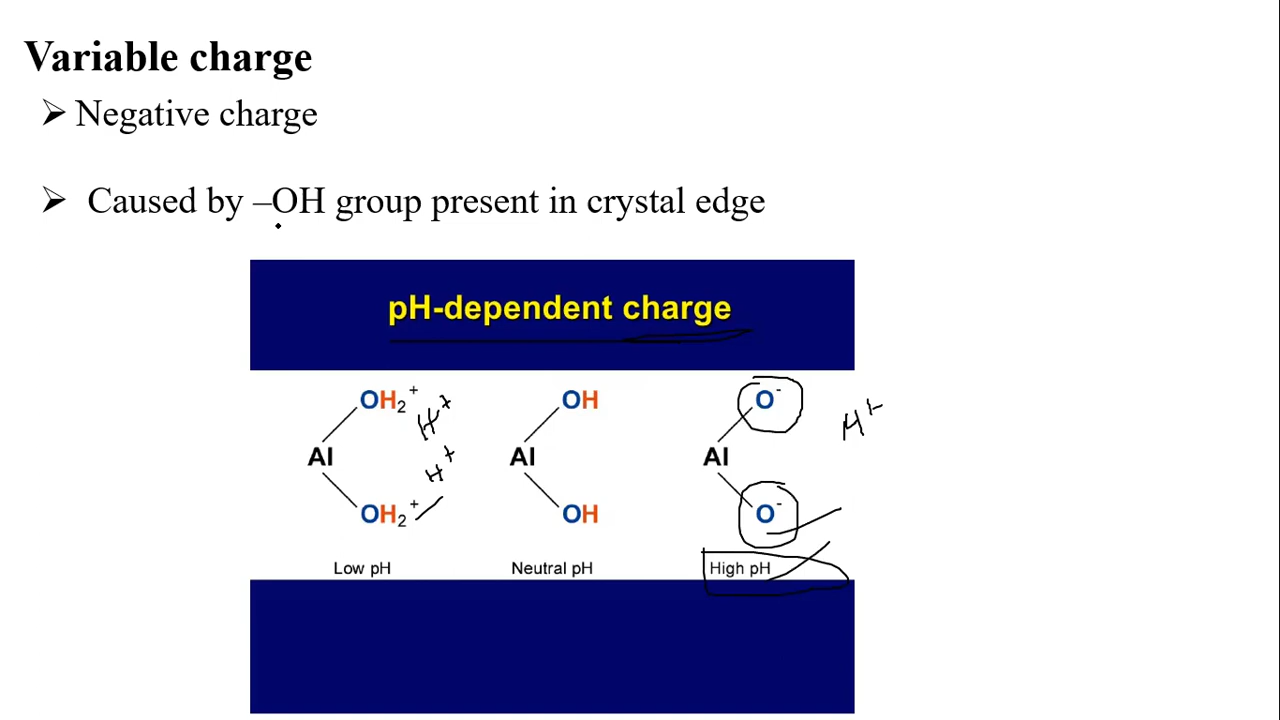 Variable charge
➢ Negative charge
➢ Caused by –OH group present in crystal edge
pH-dependent charge
OH₂⁺ OH O⁻
H⁺ H⁺
Al Al Al
H⁺
OH₂⁺ OH O⁻
Low pH Neutral pH High pH